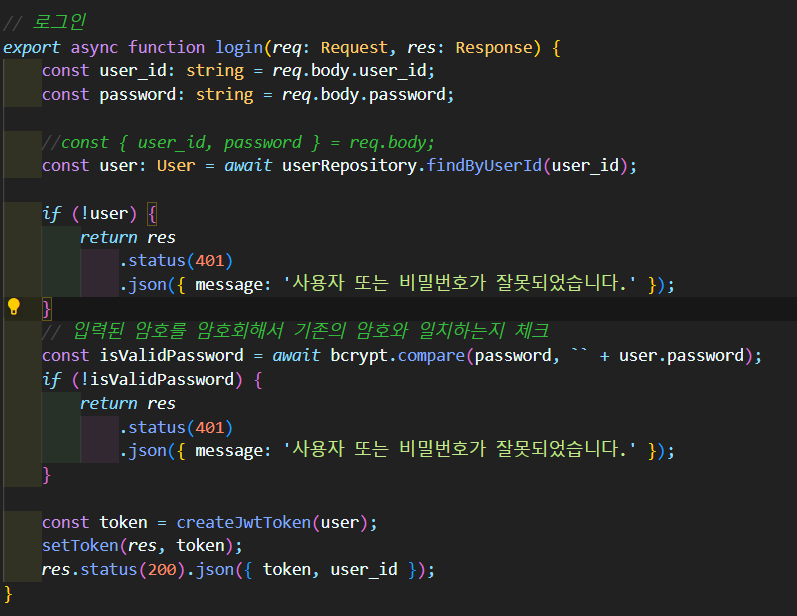 // 로그인
export async function login(req: Request, res: Response) {
    const user_id: string = req.body.user_id;
    const password: string = req.body.password;

    //const { user_id, password } = req.body;
    const user: User = await userRepository.findByUserId(user_id);

    if (!user) {
        return res
            .status(401)
            .json({ message: '사용자 또는 비밀번호가 잘못되었습니다.' });
    }
    // 입력된 암호를 암호회해서 기존의 암호와 일치하는지 체크
    const isValidPassword = await bcrypt.compare(password, `` + user.password);
    if (!isValidPassword) {
        return res
            .status(401)
            .json({ message: '사용자 또는 비밀번호가 잘못되었습니다.' });
    }

    const token = createJwtToken(user);
    setToken(res, token);
    res.status(200).json({ token, user_id });
}